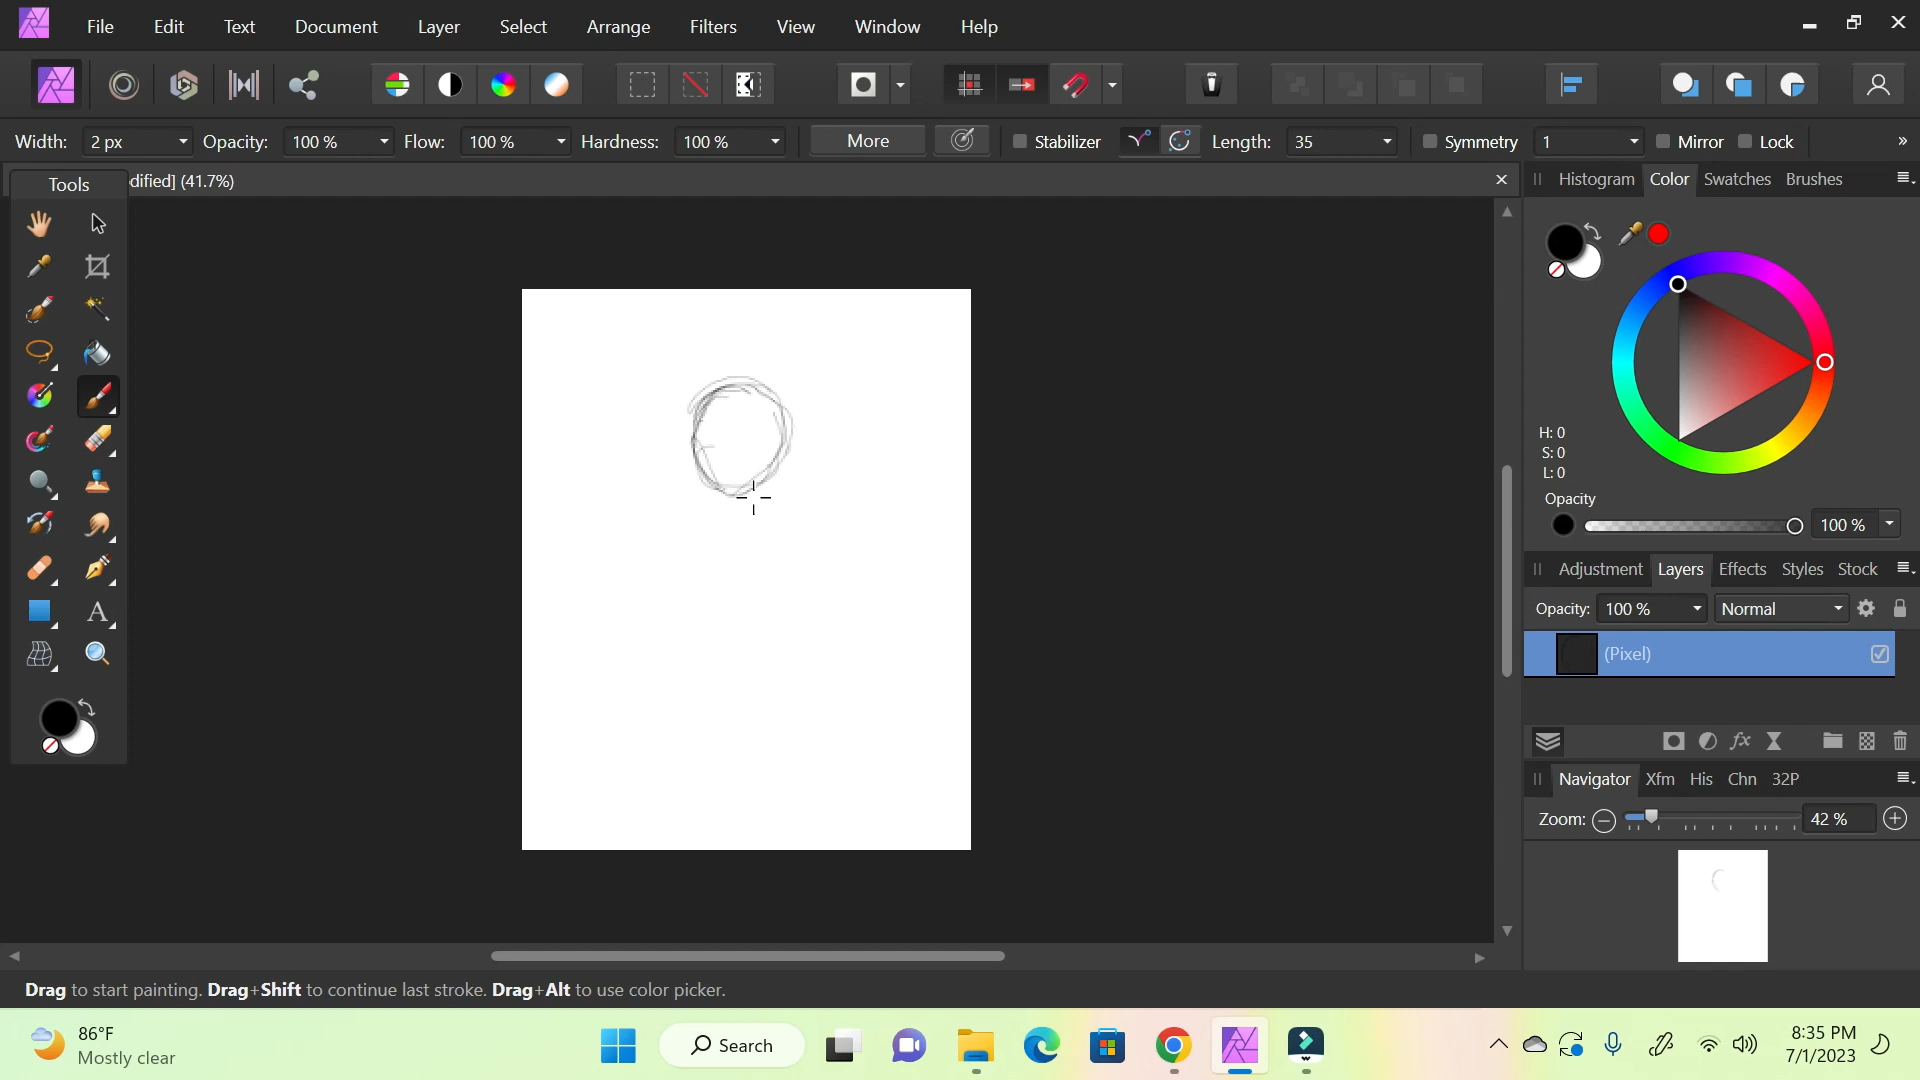 File Edit Text Document Layer Select Arrange Filters View Window Help
Width: 2 px Opacity: 100 % Flow: 100 % Hardness: 100 % More Stabilizer Length: 35 Symmetry 1 Mirror Lock »
Tools
dified] (41.7%)
Histogram Color Swatches Brushes
H: 0
S: 0
L: 0
Opacity
100 %
Adjustment Layers Effects Styles Stock
Opacity: 100 % Normal
(Pixel)
fx
Navigator Xfm His Chn 32P
Zoom: 42 %
A
Drag to start painting. Drag+Shift to continue last stroke. Drag+Alt to use color picker.
86°F
Mostly clear
Search
8:35 PM
7/1/2023